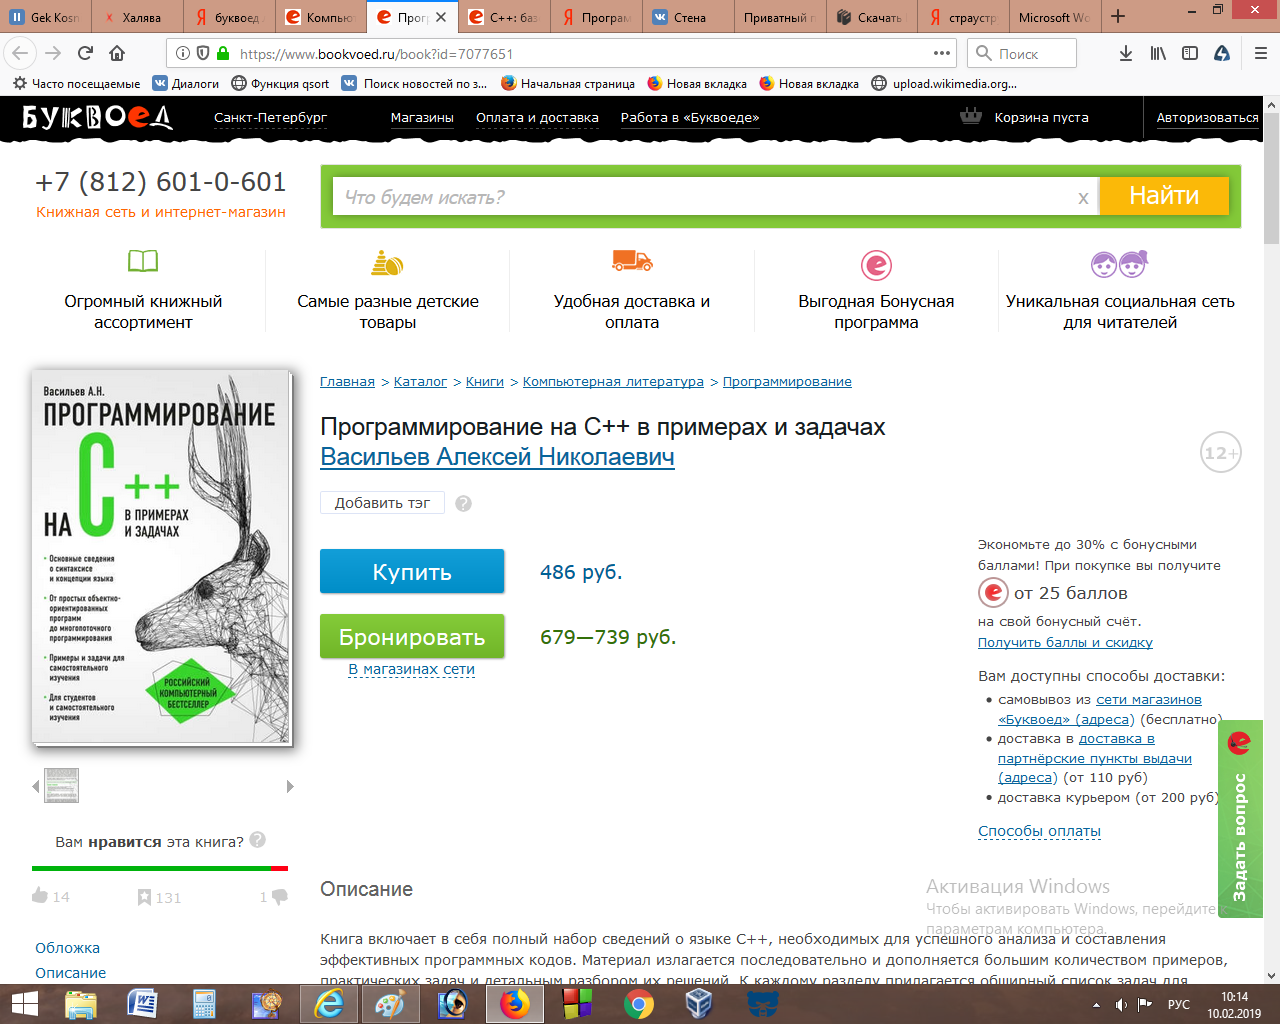 Gek Kosn
Халява
буквоед
Компьют
Прог
C++: баз
Програм
Стена
Приватный п
Скачать
страустр
Microsoft Wo
https://www.bookvoed.ru/book?id=7077651
Поиск
Часто посещаемые
Диалоги
Функция qsort
Поиск новостей по з...
Начальная страница
Новая вкладка
Новая вкладка
upload.wikimedia.org...
БУКВОЕД
Санкт-Петербург
Магазины
Оплата и доставка
Работа в «Буквоеде»
Корзина пуста
Авторизоваться
+7 (812) 601-0-601
Книжная сеть и интернет-магазин
Что будем искать?
x
Найти
Огромный книжный
ассортимент
Самые разные детские
товары
Удобная доставка и
оплата
Выгодная Бонусная
программа
Уникальная социальная сеть
для читателей
Васильев А.Н.
ПРОГРАММИРОВАНИЕ
НА C++
В ПРИМЕРАХ
И ЗАДАЧАХ
• Основные сведения
о синтаксисе
и концепции языка
• От простых объектно-
ориентированных
программ
до многопоточного
программирования
• Примеры и задачи для
самостоятельного
изучения
• Для студентов
и самостоятельного
изучения
РОССИЙСКИЙ
КОМПЬЮТЕРНЫЙ
БЕСТСЕЛЛЕР
Главная > Каталог > Книги > Компьютерная литература > Программирование
Программирование на C++ в примерах и задачах
Васильев Алексей Николаевич
12+
Добавить тэг
?
Купить
486 руб.
Бронировать
679—739 руб.
В магазинах сети
Экономьте до 30% с бонусными
баллами! При покупке вы получите
от 25 баллов
на свой бонусный счёт.
Получить баллы и скидку
Вам доступны способы доставки:
• самовывоз из сети магазинов
«Буквоед» (адреса) (бесплатно)
• доставка в доставка в
партнёрские пункты выдачи
(адреса) (от 110 руб)
• доставка курьером (от 200 руб)
Способы оплаты
Задать вопрос
Вам нравится эта книга? ?
14
131
1
Обложка
Описание
Описание
Книга включает в себя полный набор сведений о языке C++, необходимых для успешного анализа и составления
эффективных программных кодов. Материал излагается последовательно и дополняется большим количеством примеров,
практических задач и детальным разбором их решений. К каждому разделу прилагается обширный список задач для
Активация Windows
Чтобы активировать Windows, перейдите к
параметрам компьютера.
РУС
10:14
10.02.2019